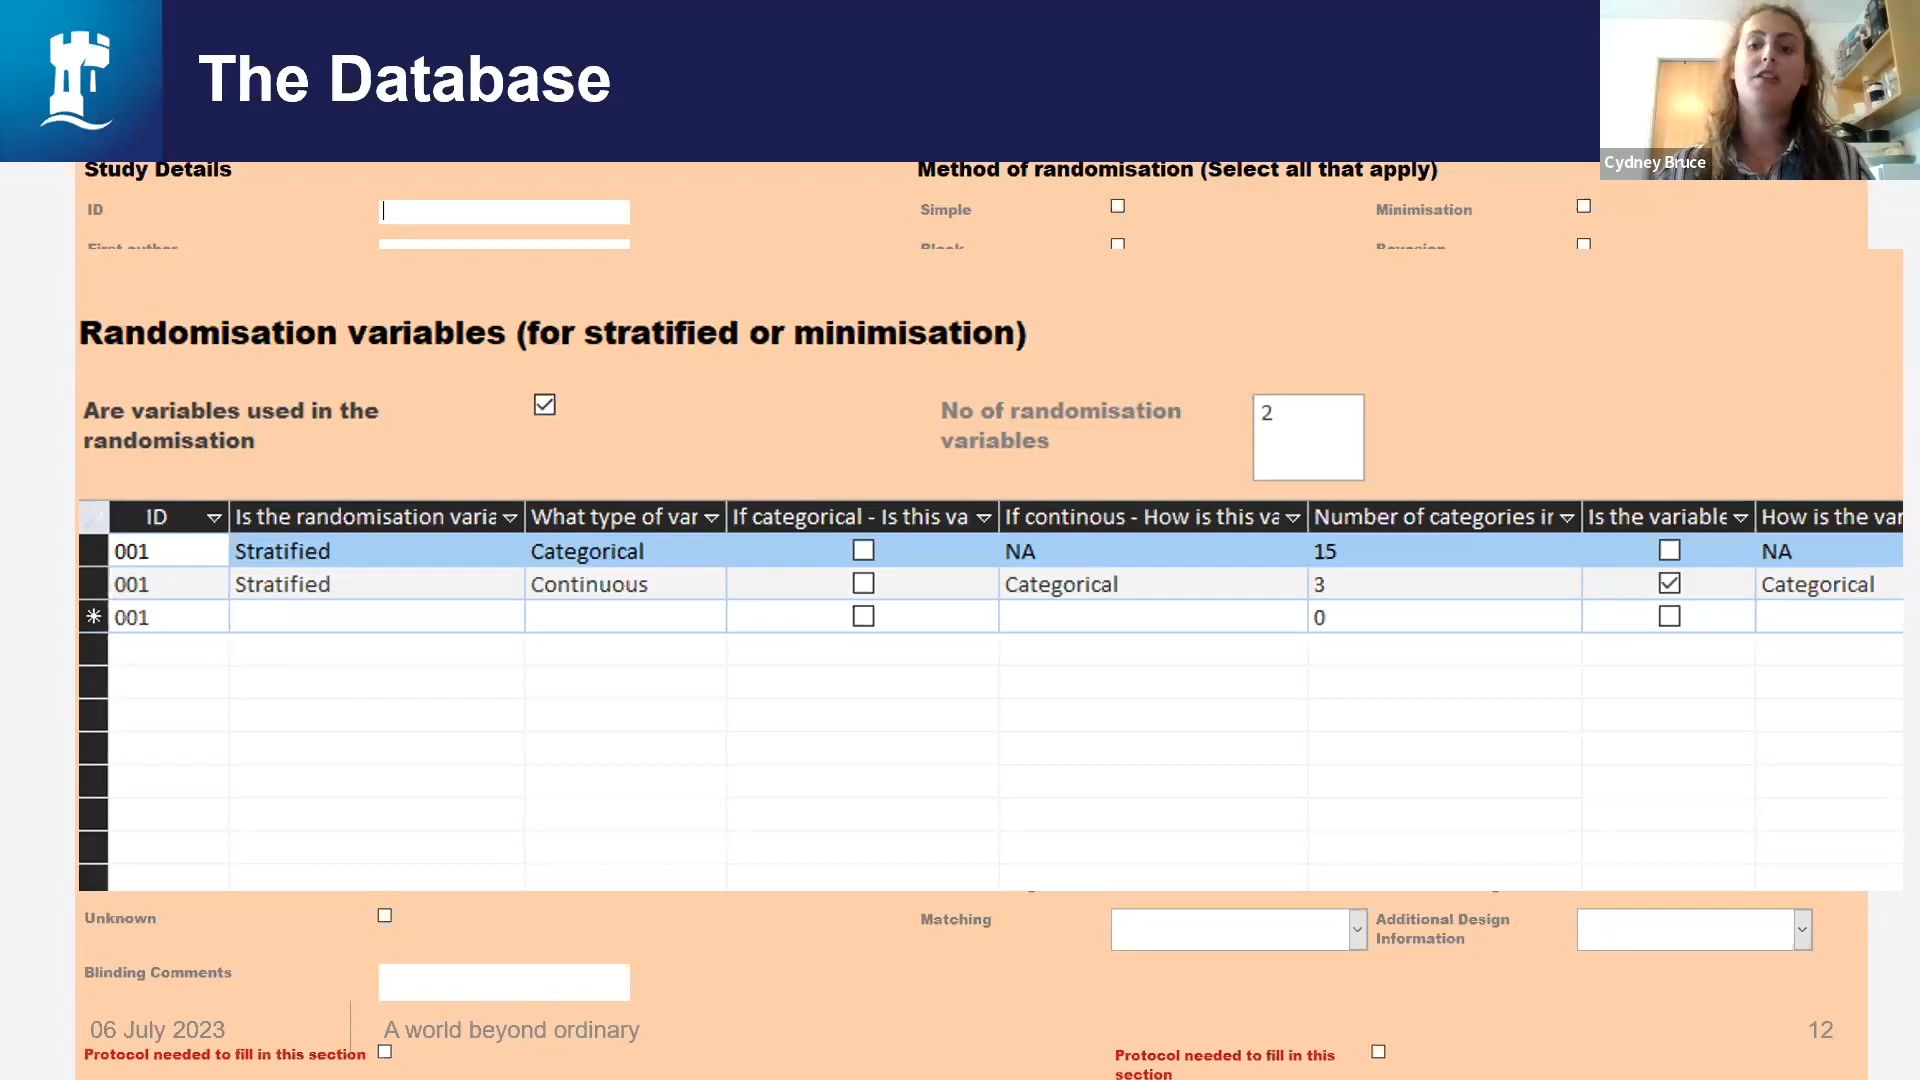 The Database
Cydney Bruce
Study Details
Method of randomisation (Select all that apply)
ID
Simple
Minimisation
First author
Block
Bayesian
Randomisation variables (for stratified or minimisation)
Are variables used in the
randomisation
No of randomisation
variables
2
ID Is the randomisation varia What type of var If categorical - Is this va If continous - How is this va Number of categories ir Is the variable How is the var
001 Stratified Categorical NA 15 NA
001 Stratified Continuous Categorical 3 Categorical
* 001 0
Unknown
Matching
Additional Design
Information
Blinding Comments
06 July 2023
A world beyond ordinary
12
Protocol needed to fill in this section
Protocol needed to fill in this
section